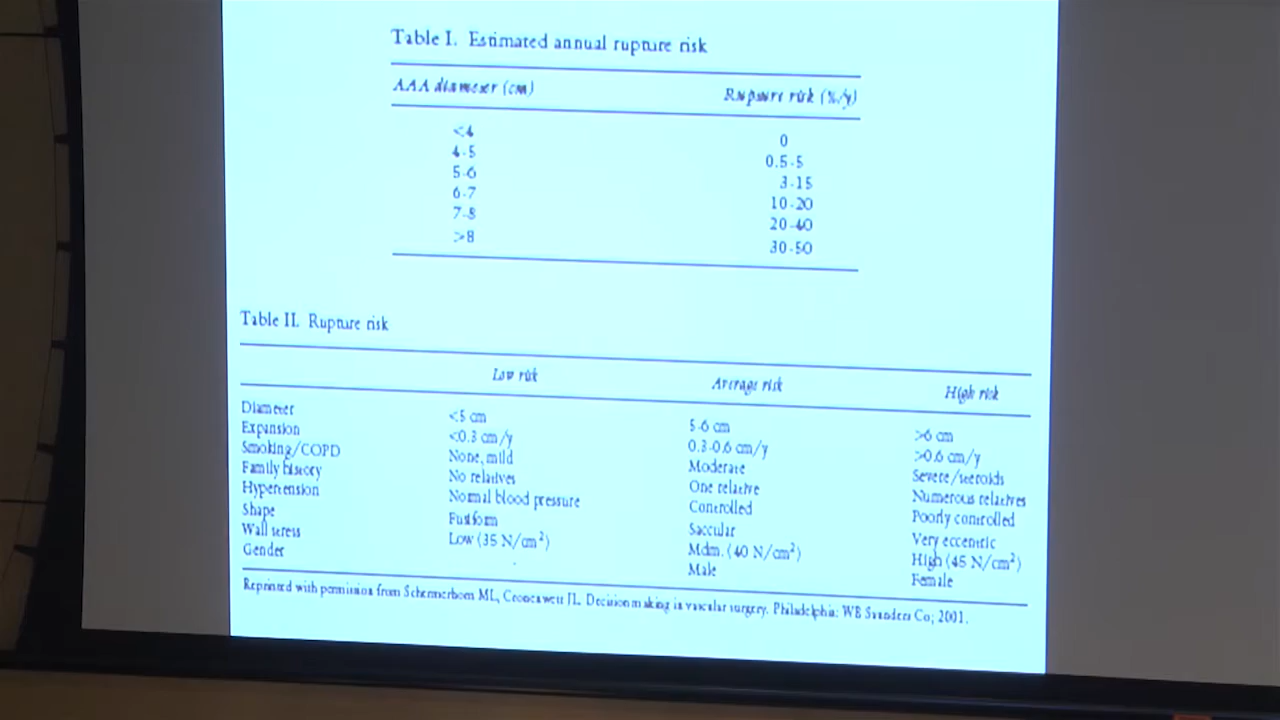 Table I. Estimated annual rupture risk
AAA diameter (cm) Rupture risk (%/y)
<4 0
4-5 0.5-5
5-6 3-15
6-7 10-20
7-8 20-40
>8 30-50
Table II. Rupture risk
Low risk Average risk High risk
Diameter <5 cm 5-6 cm >6 cm
Expansion <0.3 cm/y 0.3-0.6 cm/y >0.6 cm/y
Smoking/COPD None, mild Moderate Severe/steroids
Family history No relatives One relative Numerous relatives
Hypertension Normal blood pressure Controlled Poorly controlled
Shape Fusiform Saccular Very eccentric
Wall stress Low (35 N/cm²) Mdm. (40 N/cm²) High (45 N/cm²)
Gender Male Female
Reprinted with permission from Schermerhorn ML, Cronenwett JL. Decision making in vascular surgery. Philadelphia: WB Saunders Co; 2001.